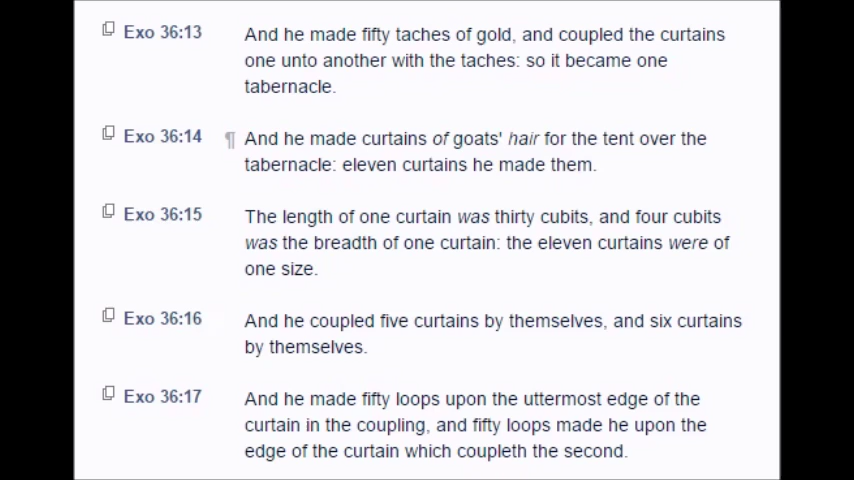 Exo 36:13 And he made fifty taches of gold, and coupled the curtains
one unto another with the taches: so it became one
tabernacle.
Exo 36:14 ¶ And he made curtains of goats' hair for the tent over the
tabernacle: eleven curtains he made them.
Exo 36:15 The length of one curtain was thirty cubits, and four cubits
was the breadth of one curtain: the eleven curtains were of
one size.
Exo 36:16 And he coupled five curtains by themselves, and six curtains
by themselves.
Exo 36:17 And he made fifty loops upon the uttermost edge of the
curtain in the coupling, and fifty loops made he upon the
edge of the curtain which coupleth the second.